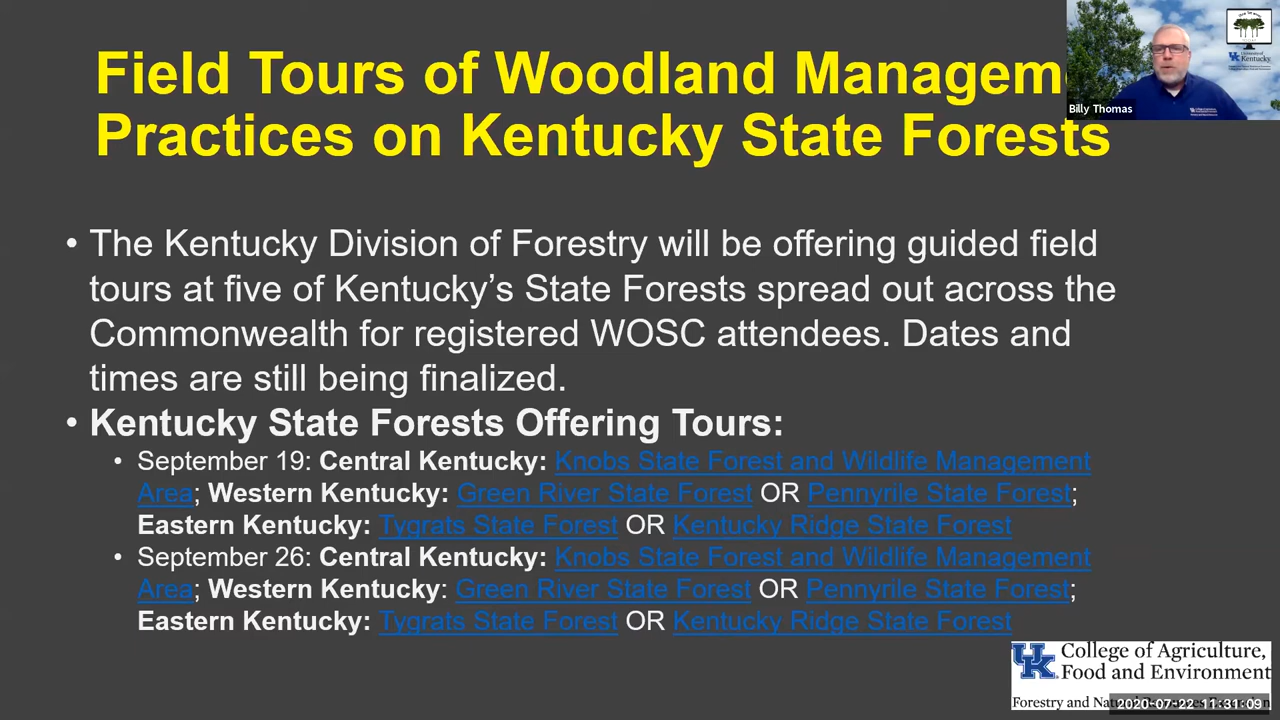 Field Tours of Woodland Managem
Practices on Kentucky State Forests
Billy Thomas
• The Kentucky Division of Forestry will be offering guided field
tours at five of Kentucky’s State Forests spread out across the
Commonwealth for registered WOSC attendees. Dates and
times are still being finalized.
• Kentucky State Forests Offering Tours:
• September 19: Central Kentucky: Knobs State Forest and Wildlife Management
Area; Western Kentucky: Green River State Forest OR Pennyrile State Forest;
Eastern Kentucky: Tygrats State Forest OR Kentucky Ridge State Forest
• September 26: Central Kentucky: Knobs State Forest and Wildlife Management
Area; Western Kentucky: Green River State Forest OR Pennyrile State Forest;
Eastern Kentucky: Tygrats State Forest OR Kentucky Ridge State Forest
UK College of Agriculture,
Food and Environment
Forestry and Natural Resources Extension
2020-07-22 11:31:09